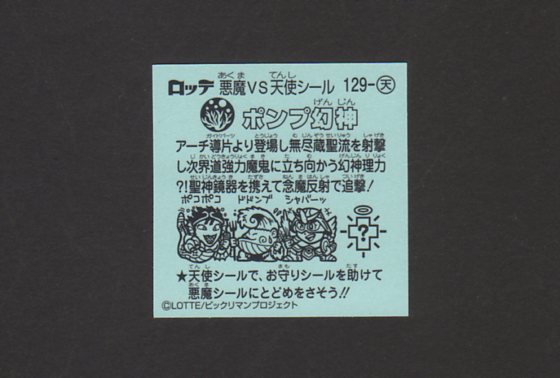 ロッテ 悪魔VS天使シール 129-天
ポンプ幻神
アーチ導片より登場し無尽蔵聖流を射撃
し次界道強力魔鬼に立ち向かう幻神理力
?!聖神鏡器を携えて念魔反射で追撃!
ポコポコ ドドンプ シャバーッ
?
★天使シールで、お守りシールを助けて
悪魔シールにとどめをさそう!!
©LOTTE/ビックリマンプロジェクト